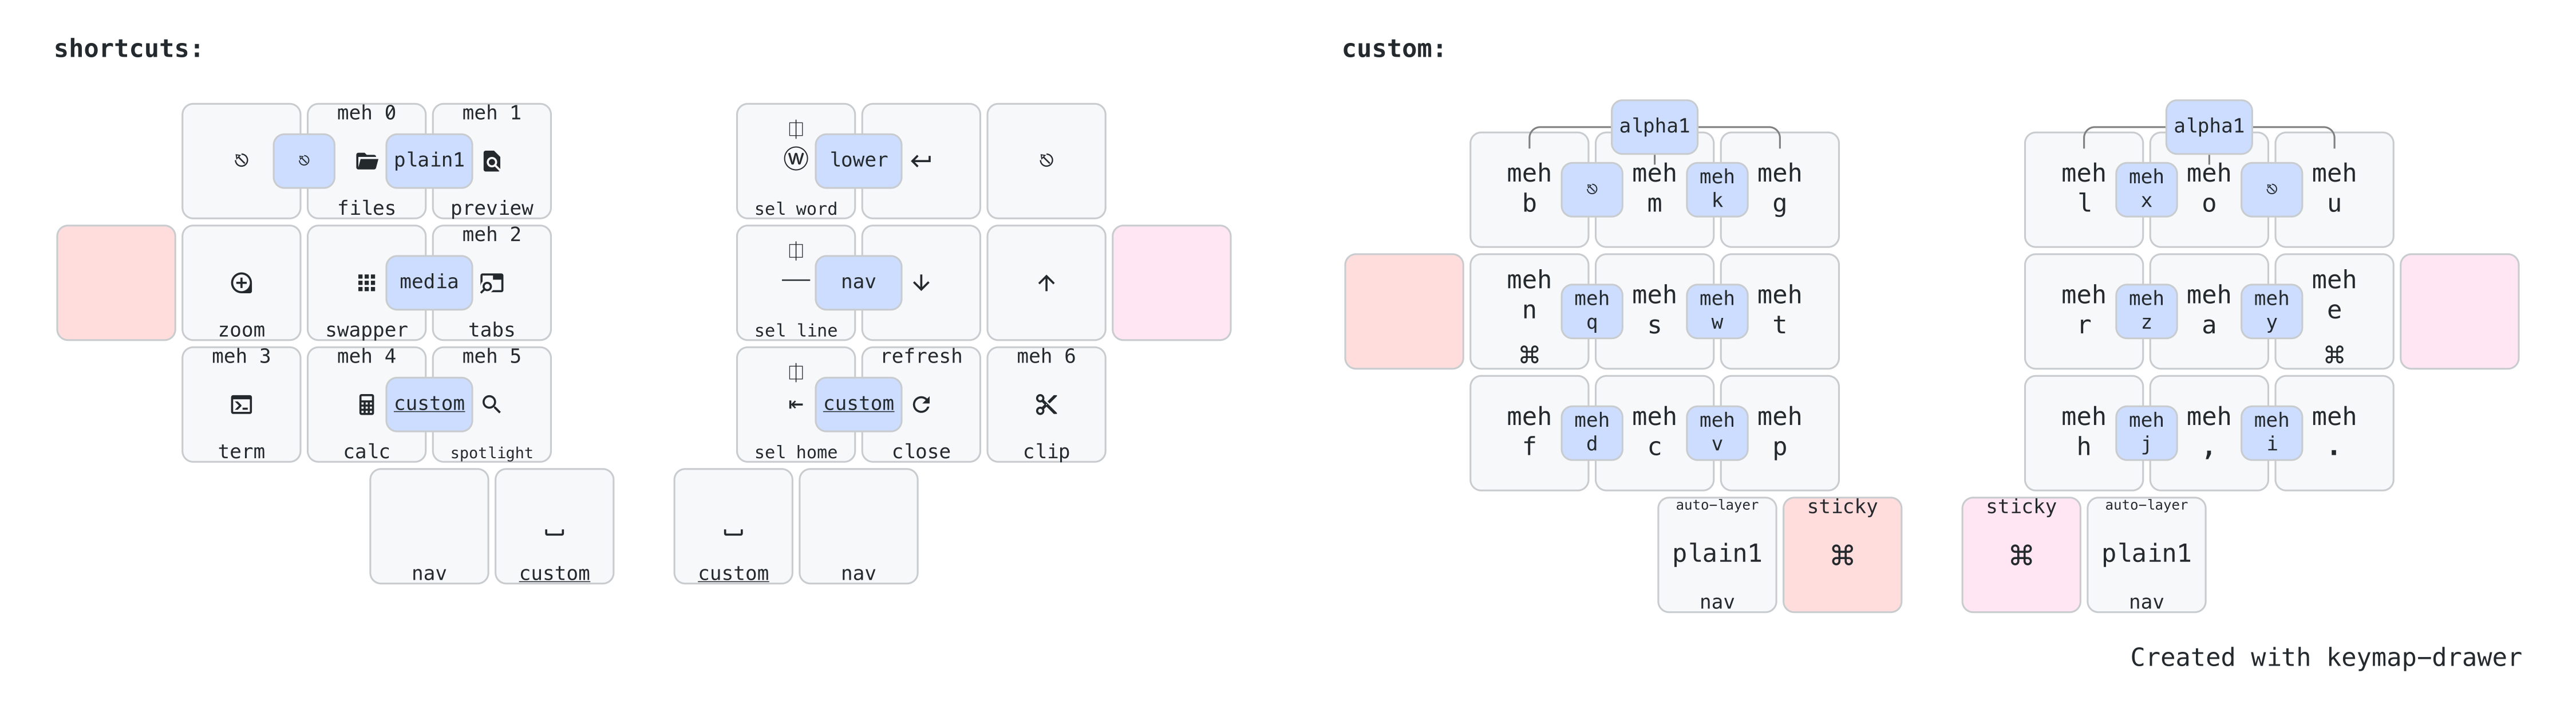 shortcuts:
meh 0
meh 1
plain1
files
preview
meh 2
media
zoom
swapper
tabs
meh 3
meh 4
meh 5
custom
term
calc
spotlight
nav
custom
W
lower
sel word
nav
sel line
refresh
meh 6
custom
sel home
close
clip
custom
nav
custom:
alpha1
meh b
meh m
meh k
meh g
meh n ⌘
meh q
meh s
meh w
meh t
meh f
meh d
meh c
meh v
meh p
auto-layer
plain1
nav
sticky
⌘
alpha1
meh l
meh x
meh o
meh u
meh r
meh z
meh a
meh y
meh e ⌘
meh h
meh j
meh ,
meh i
meh .
sticky
⌘
auto-layer
plain1
nav
Created with keymap-drawer